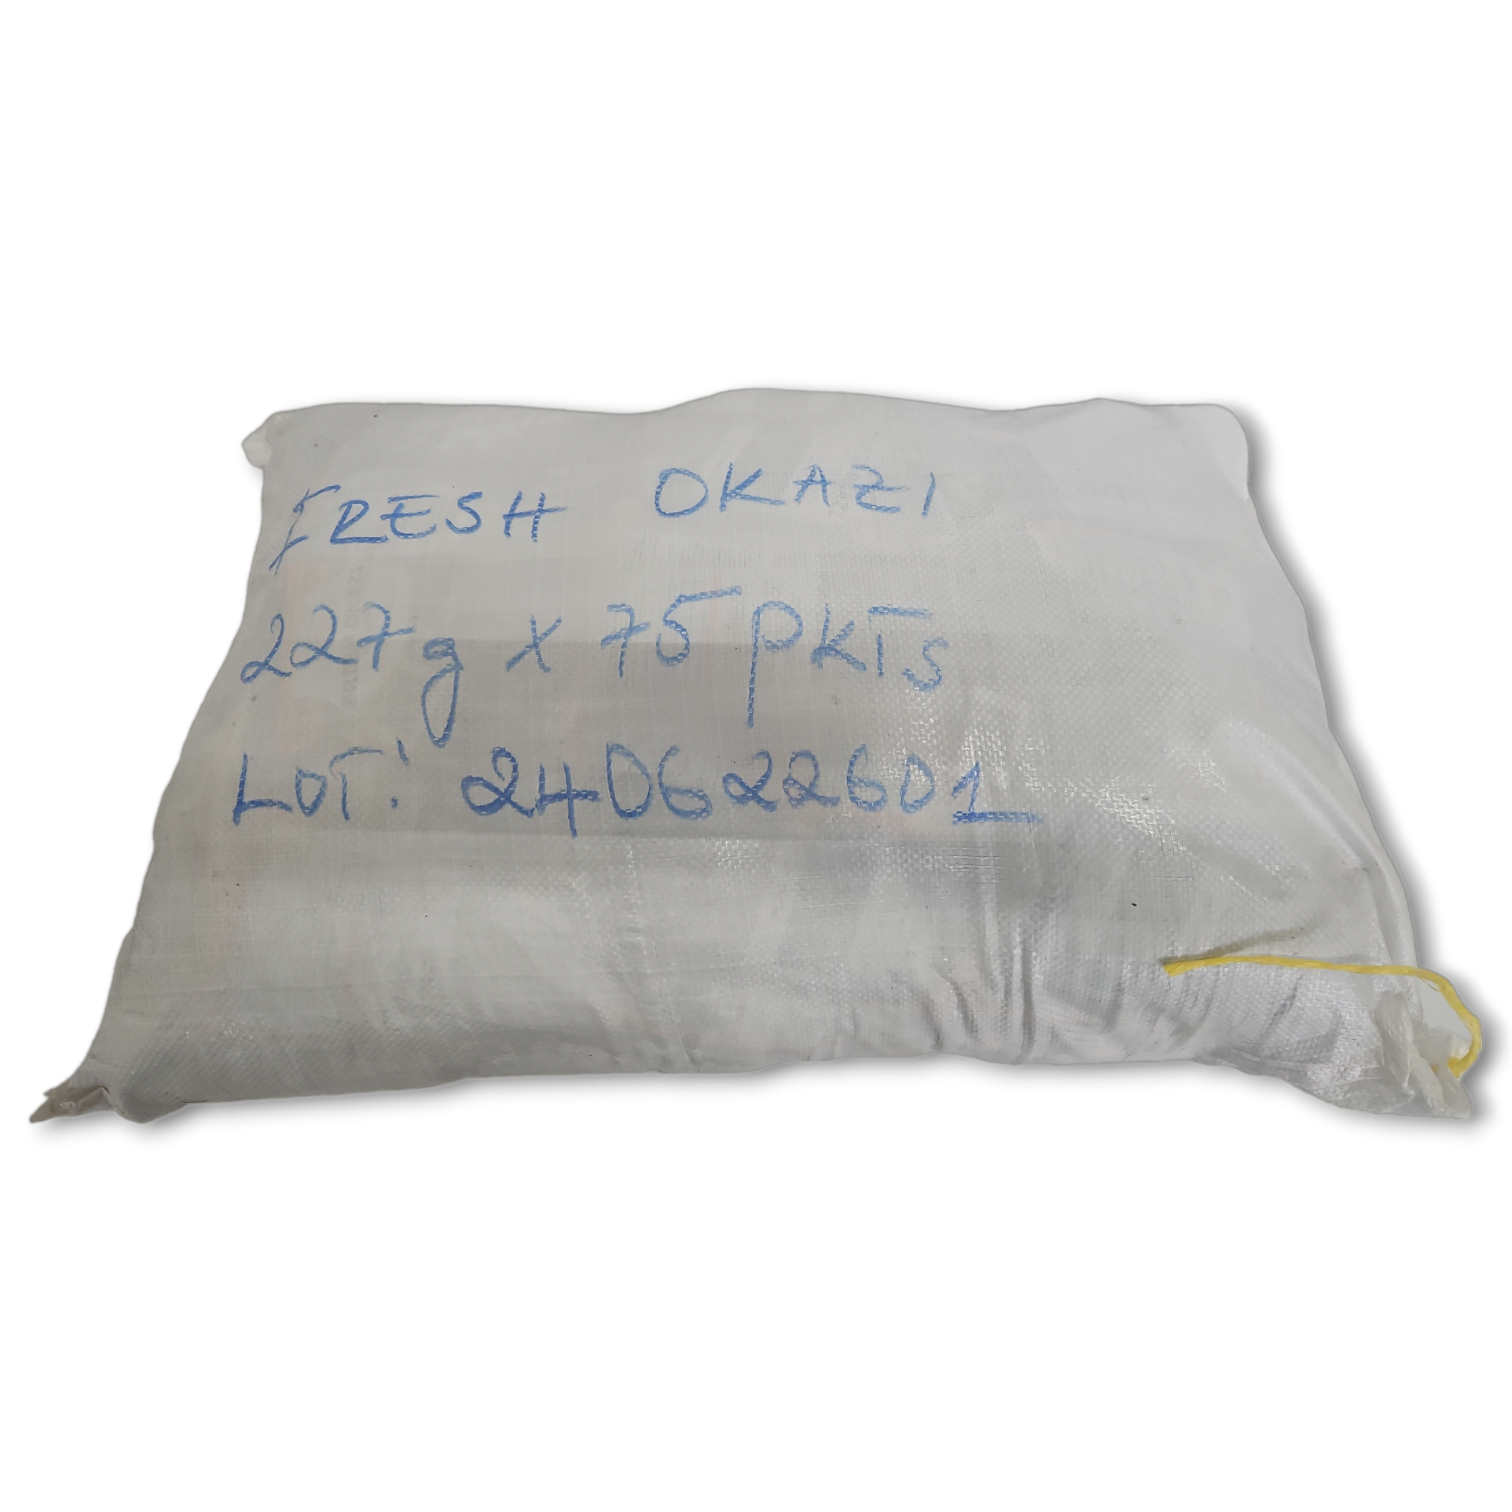 FRESH OKAZI
227g x 75 PKTs
LOT: 240622601